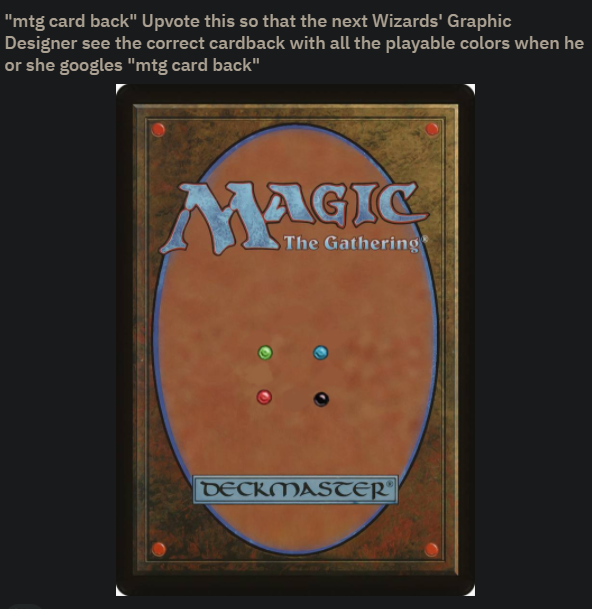 "mtg card back" Upvote this so that the next Wizards' Graphic
Designer see the correct cardback with all the playable colors when he
or she googles "mtg card back"
MAGIC
The Gathering®
DECKMASTER®